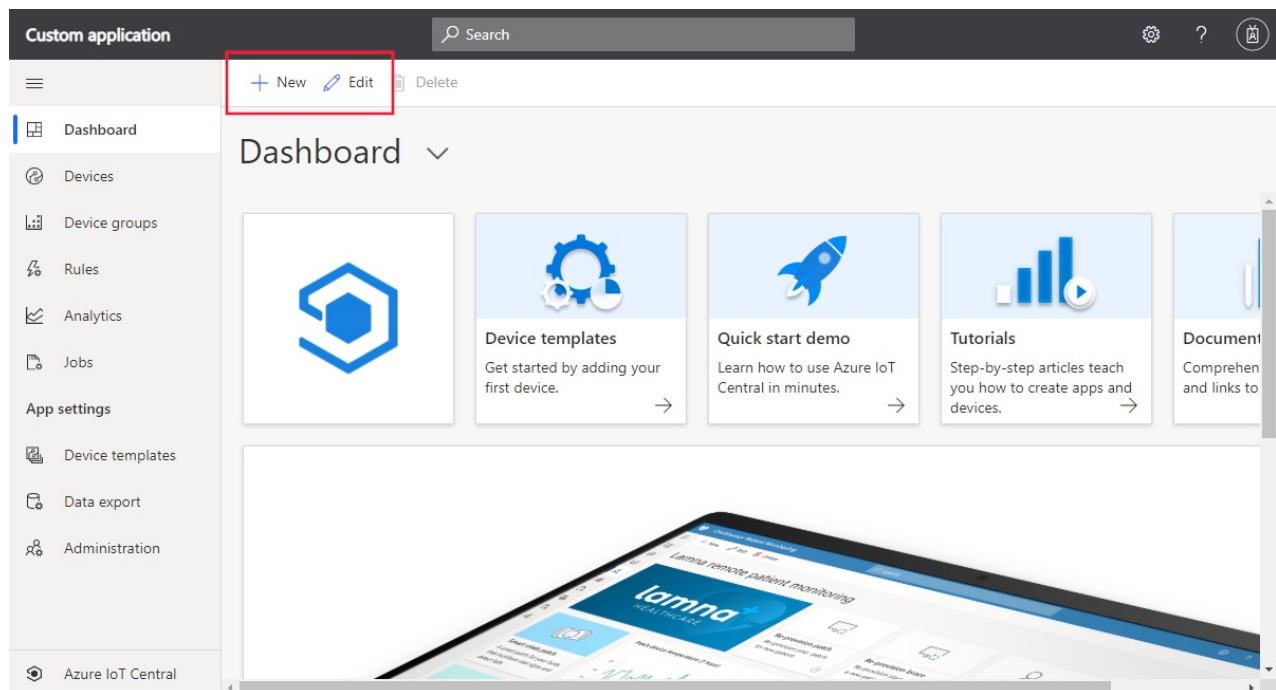 Custom application
Search
?
New Edit Delete
Dashboard
Devices
Device groups
Rules
Analytics
Jobs
App settings
Device templates
Data export
Administration
Azure IoT Central
Dashboard
Device templates
Get started by adding your
first device.
Quick start demo
Learn how to use Azure IoT
Central in minutes.
Tutorials
Step-by-step articles teach
you how to create apps and
devices.
Document
Comprehen
and links to
Lamna remote patient monitoring
lamna
HEALTHCARE